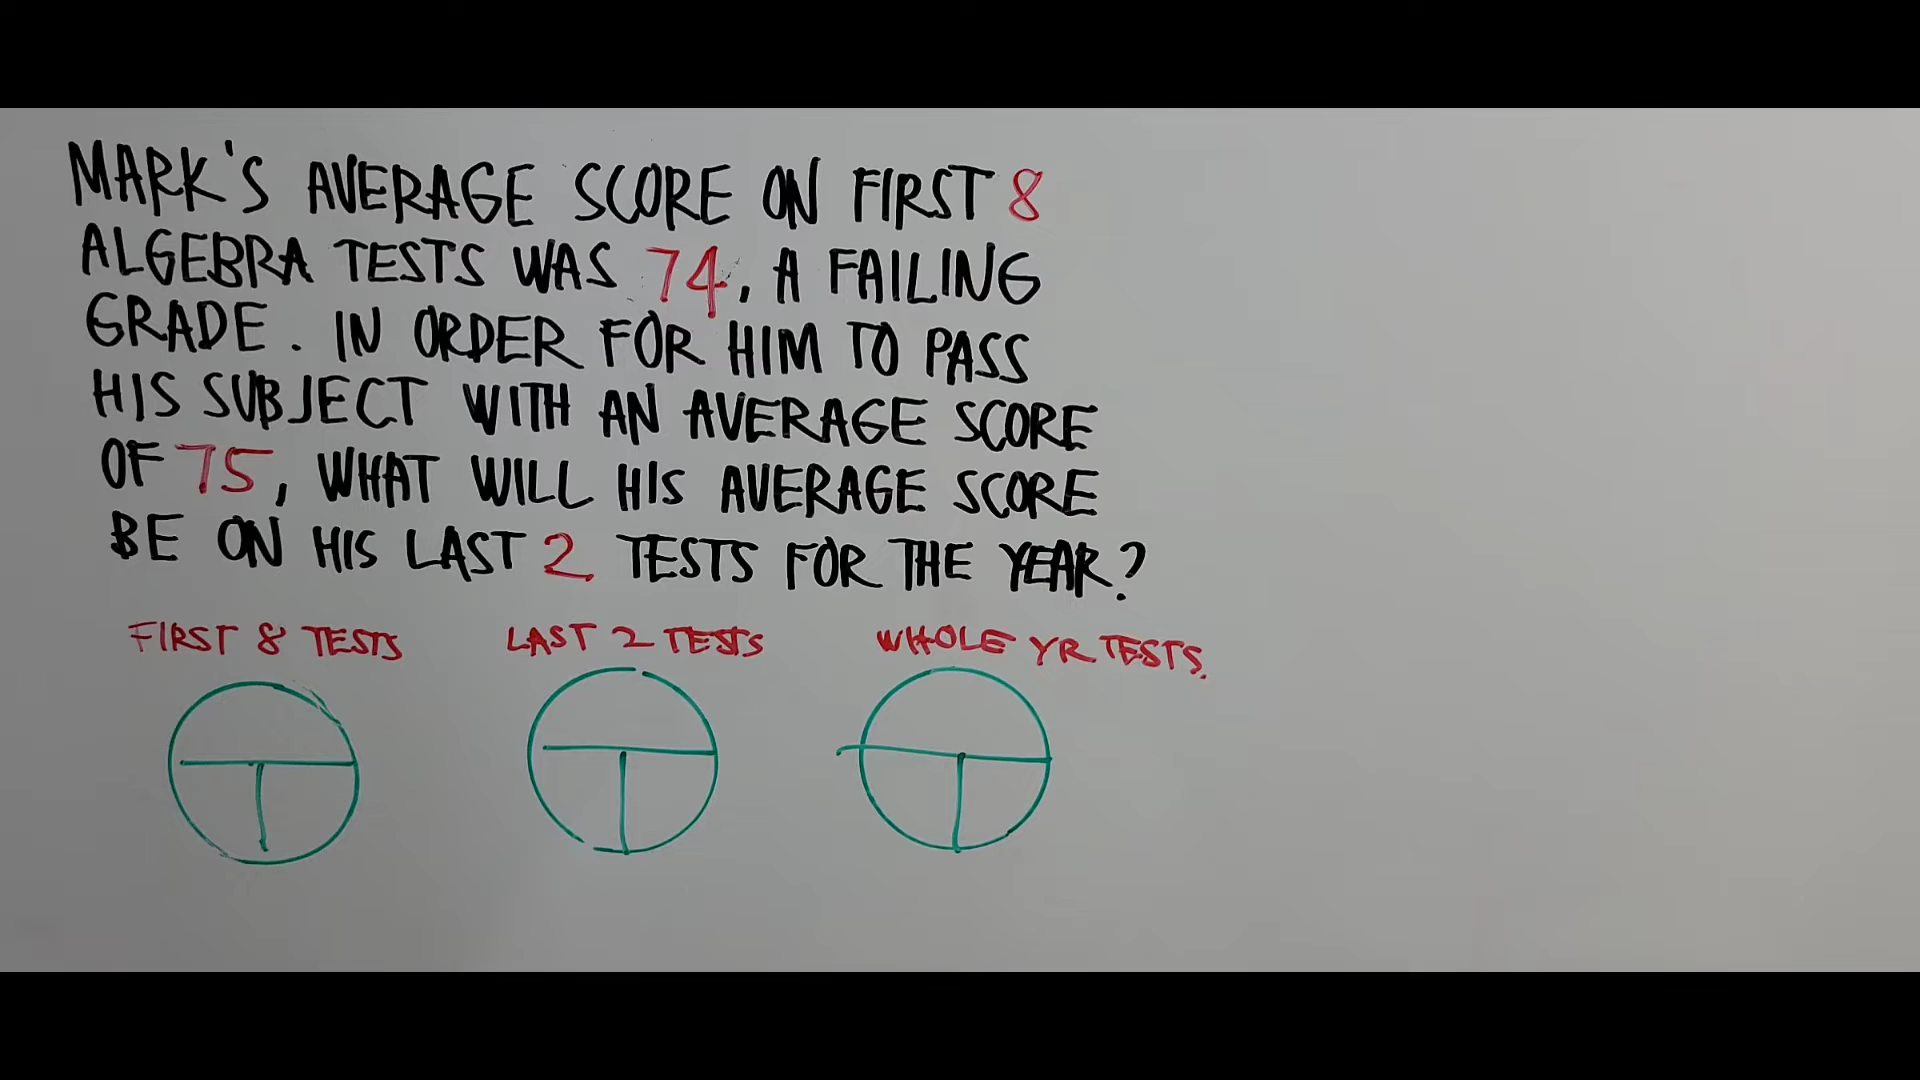 MARK'S AVERAGE SCORE ON FIRST 8
ALGEBRA TESTS WAS 74, A FAILING
GRADE. IN ORDER FOR HIM TO PASS
HIS SUBJECT WITH AN AVERAGE SCORE
OF 75, WHAT WILL HIS AVERAGE SCORE
BE ON HIS LAST 2 TESTS FOR THE YEAR?
FIRST 8 TESTS LAST 2 TESTS WHOLE YR TESTS.